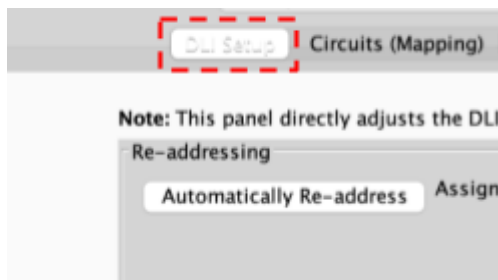 DLI Setup Circuits (Mapping)
Note: This panel directly adjusts the DLI
Re-addressing
Automatically Re-address Assign